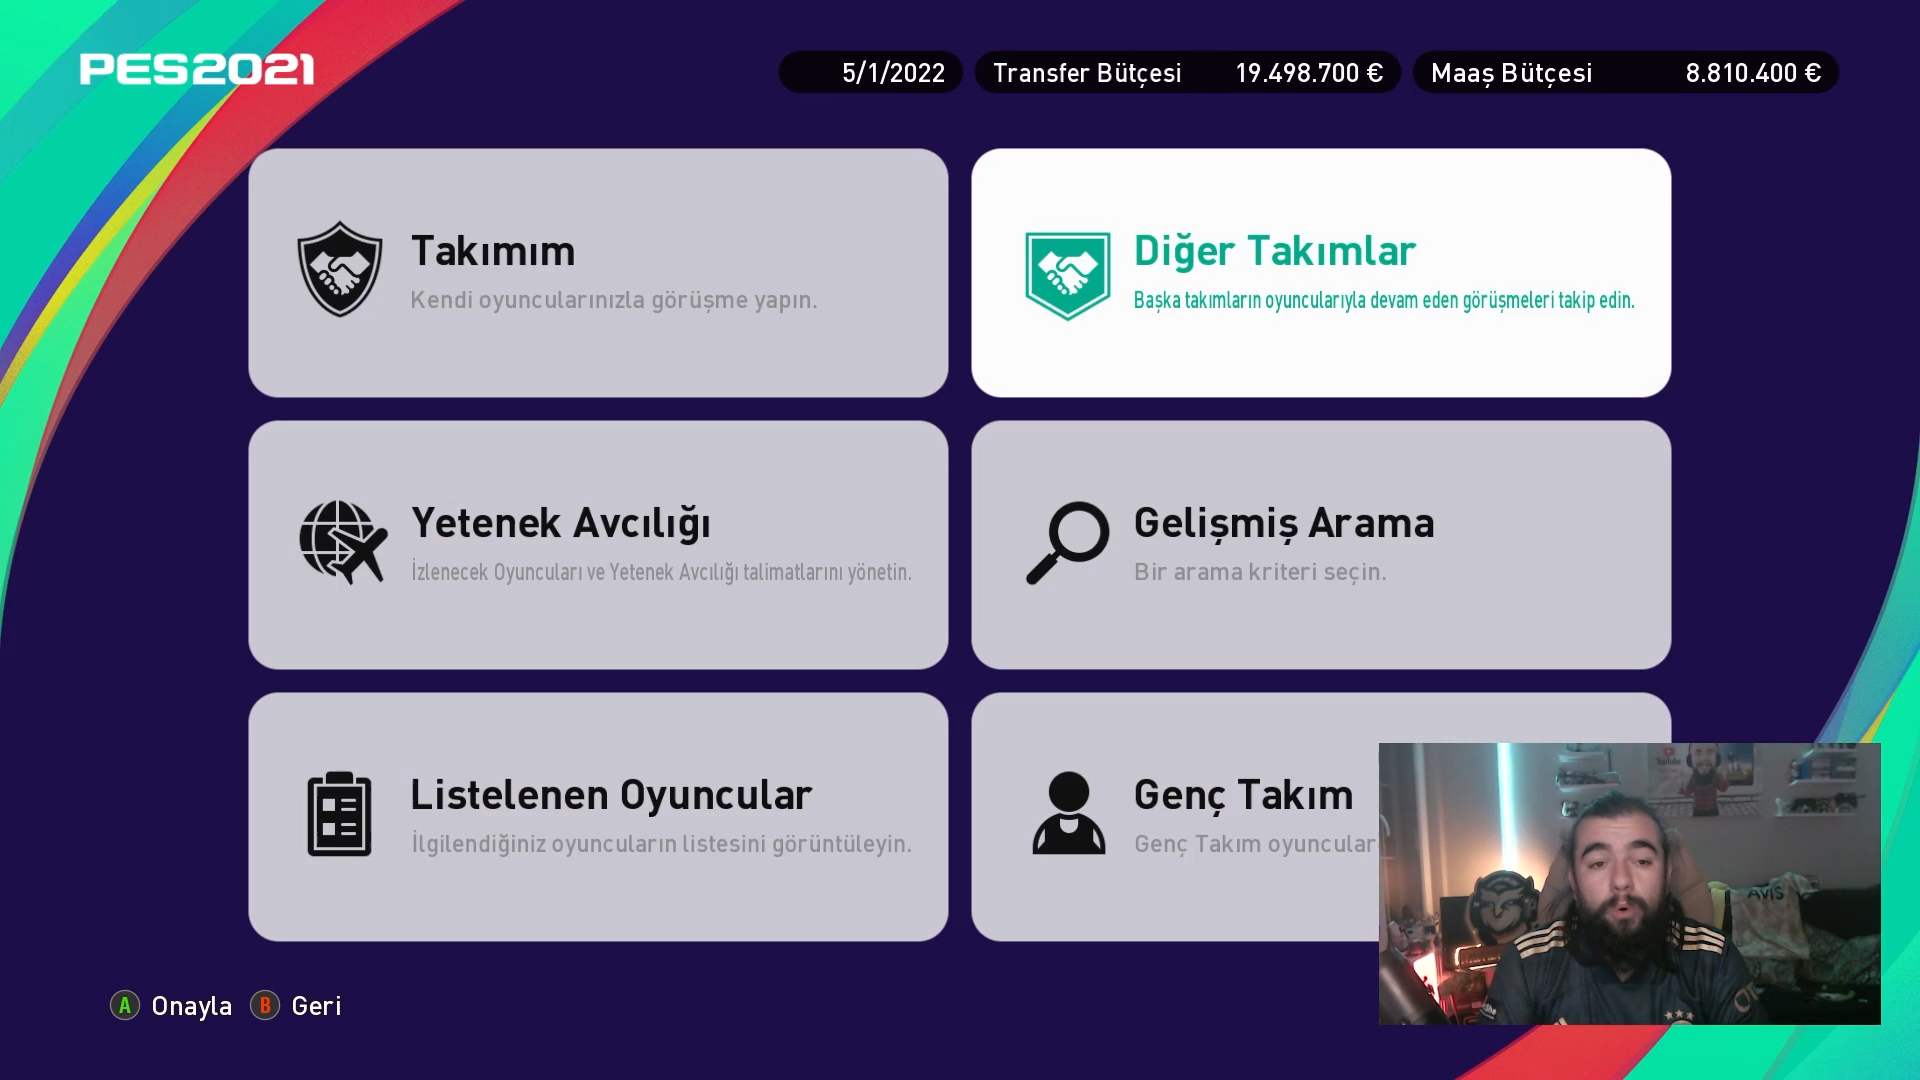 PES2021
5/1/2022 Transfer Bütçesi 19.498.700 € Maaş Bütçesi 8.810.400 €
Takımım
Kendi oyuncularınızla görüşme yapın.
Diğer Takımlar
Başka takımların oyuncularıyla devam eden görüşmeleri takip edin.
Yetenek Avcılığı
İzlenecek Oyuncuları ve Yetenek Avcılığı talimatlarını yönetin.
Gelişmiş Arama
Bir arama kriteri seçin.
Listelenen Oyuncular
İlgilendiğiniz oyuncuların listesini görüntüleyin.
Genç Takım
Genç Takım
AVIS
A Onayla B Geri